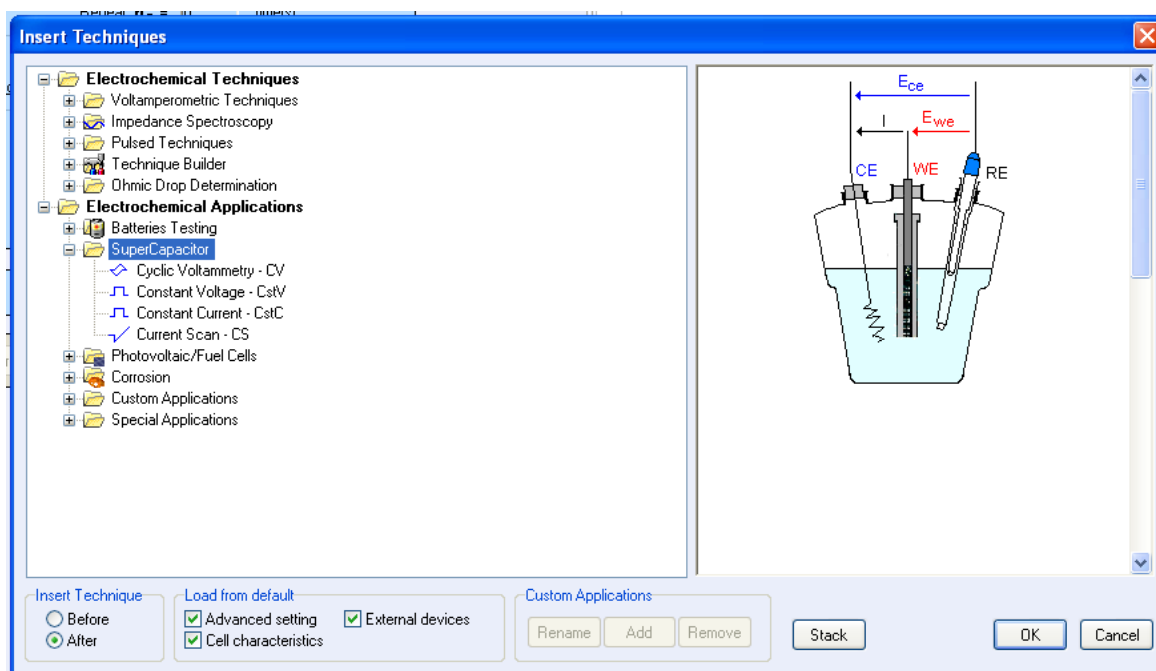 Insert Techniques
Electrochemical Techniques
Voltamperometric Techniques
Impedance Spectroscopy
Pulsed Techniques
Technique Builder
Ohmic Drop Determination
Electrochemical Applications
Batteries Testing
SuperCapacitor
Cyclic Voltammetry - CV
Constant Voltage - CstV
Constant Current - CstC
Current Scan - CS
Photovoltaic/Fuel Cells
Corrosion
Custom Applications
Special Applications
Ece
I
Ewe
CE
WE
RE
Insert Technique
Before
After
Load from default
Advanced setting
External devices
Cell characteristics
Custom Applications
Rename
Add
Remove
Stack
OK
Cancel